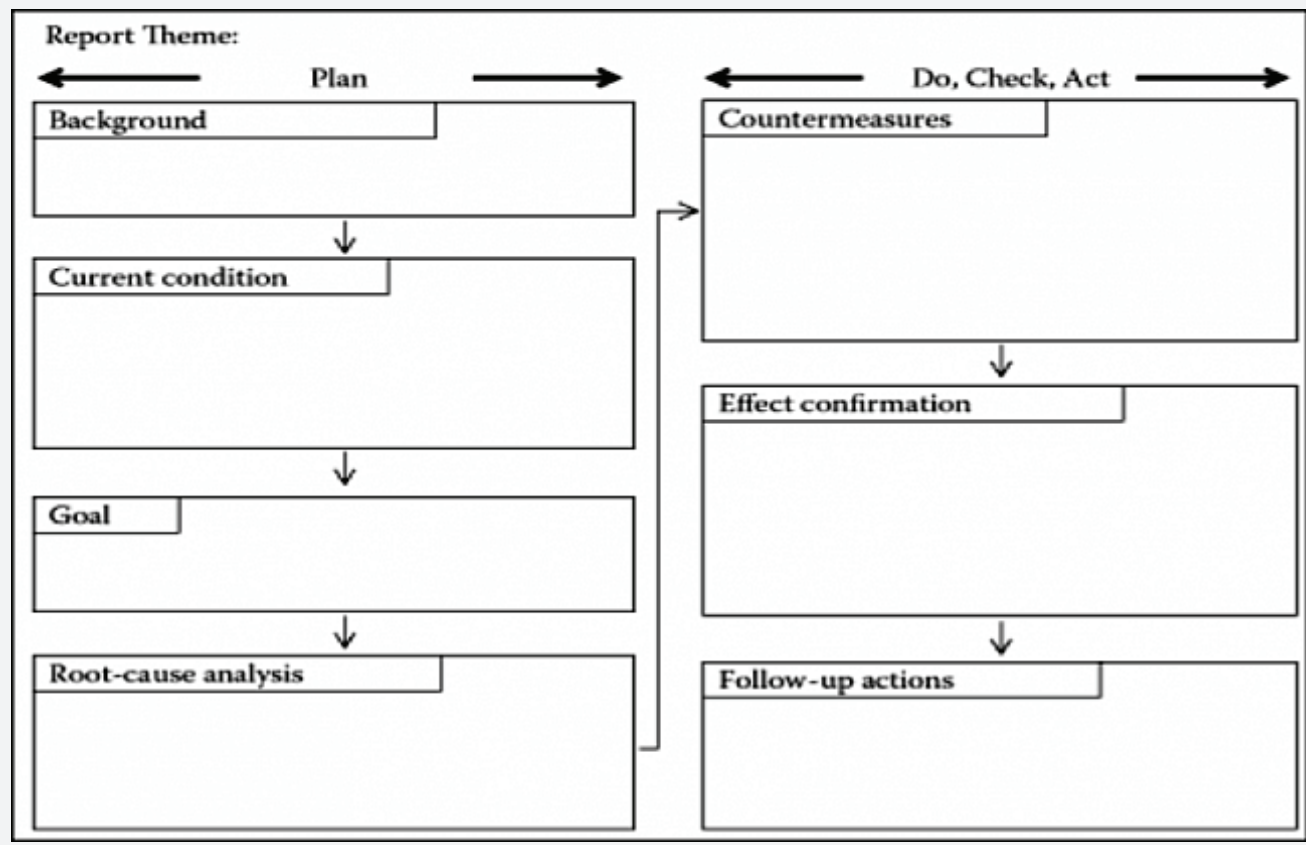 Report Theme:
Plan
Background
Current condition
Goal
Root-cause analysis
Do, Check, Act
Countermeasures
Effect confirmation
Follow-up actions